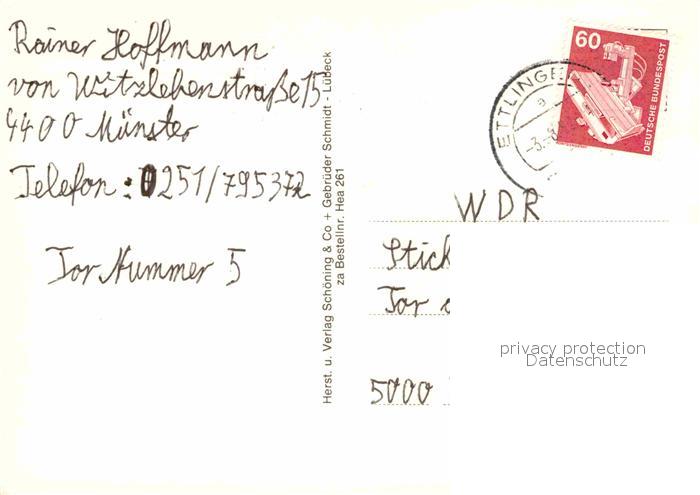 Rainer Hoffmann
von Witzlebenstraße 15
4400 Münster
Telefon: 0251/795372
Tor Nummer 5
Herst. u. Verlag Schöning & Co + Gebrüder Schmidt - Lübeck
za Bestellnr. Hea 261
60
DEUTSCHE BUNDESPOST
ETTLINGE
WDR
Stick
Tor
5000
privacy protection
Datenschutz